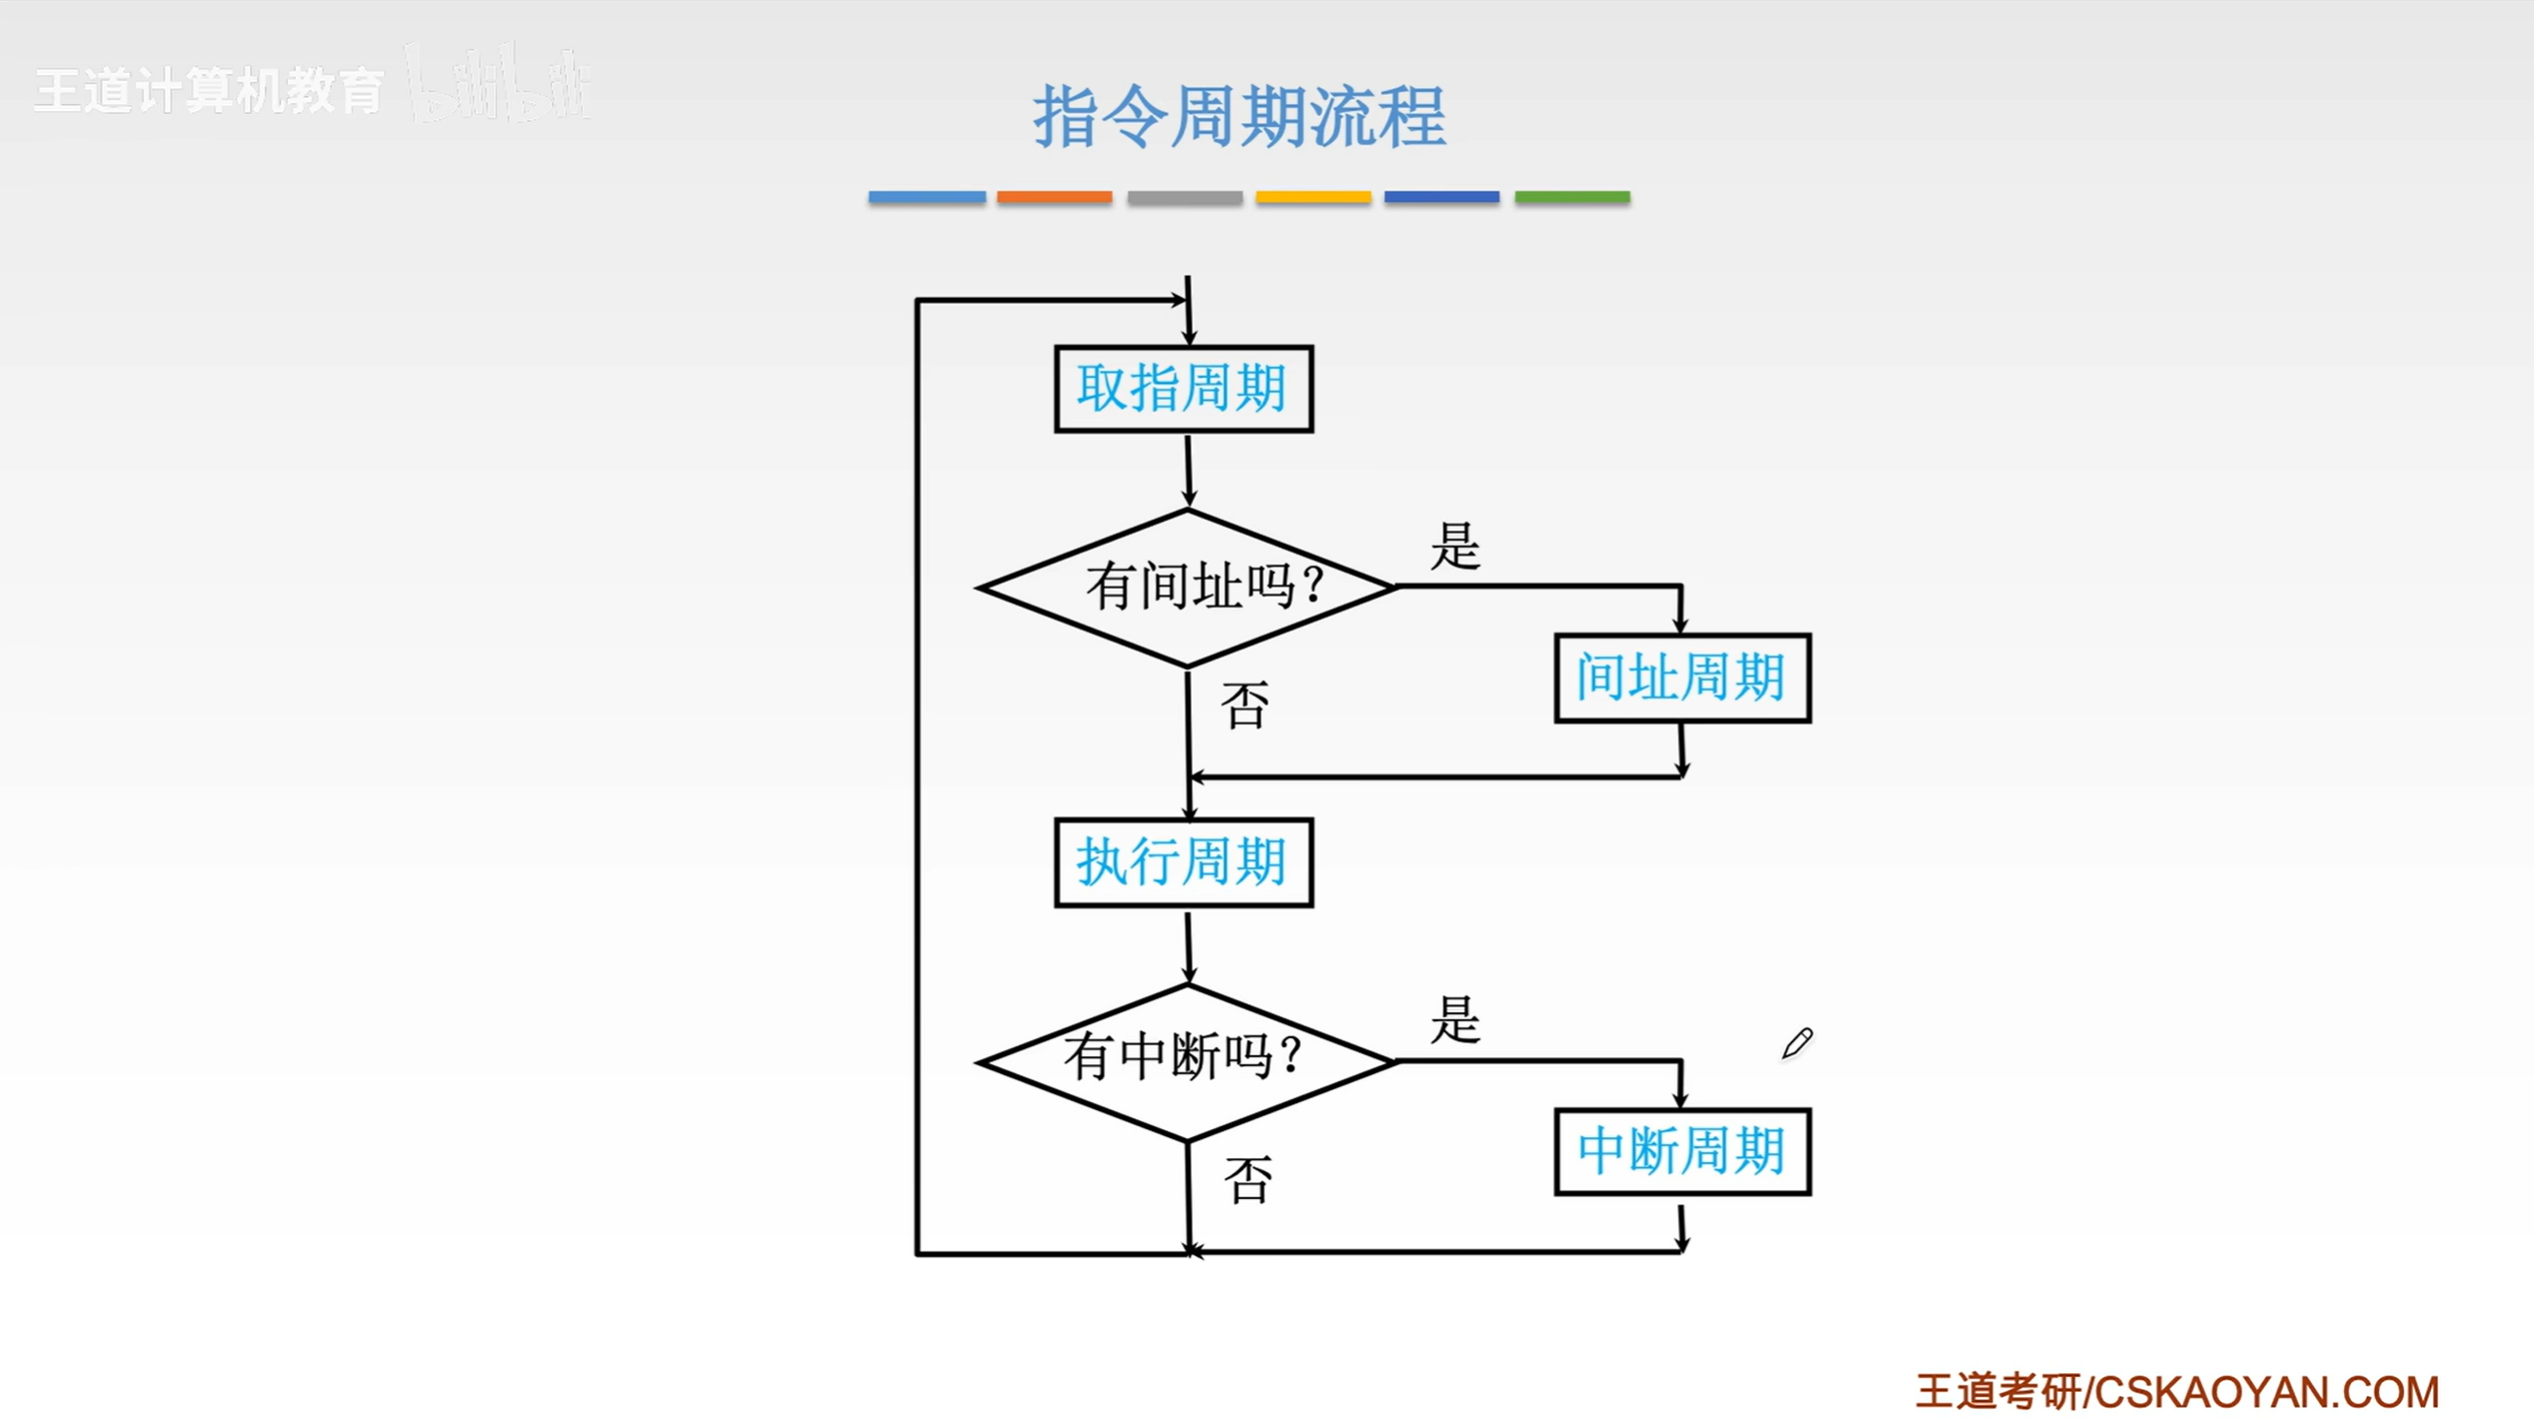 王道计算机教育 bilibili
指令周期流程
取指周期
有间址吗?
是
间址周期
否
执行周期
有中断吗?
是
中断周期
否
王道考研/CSKAOYAN.COM